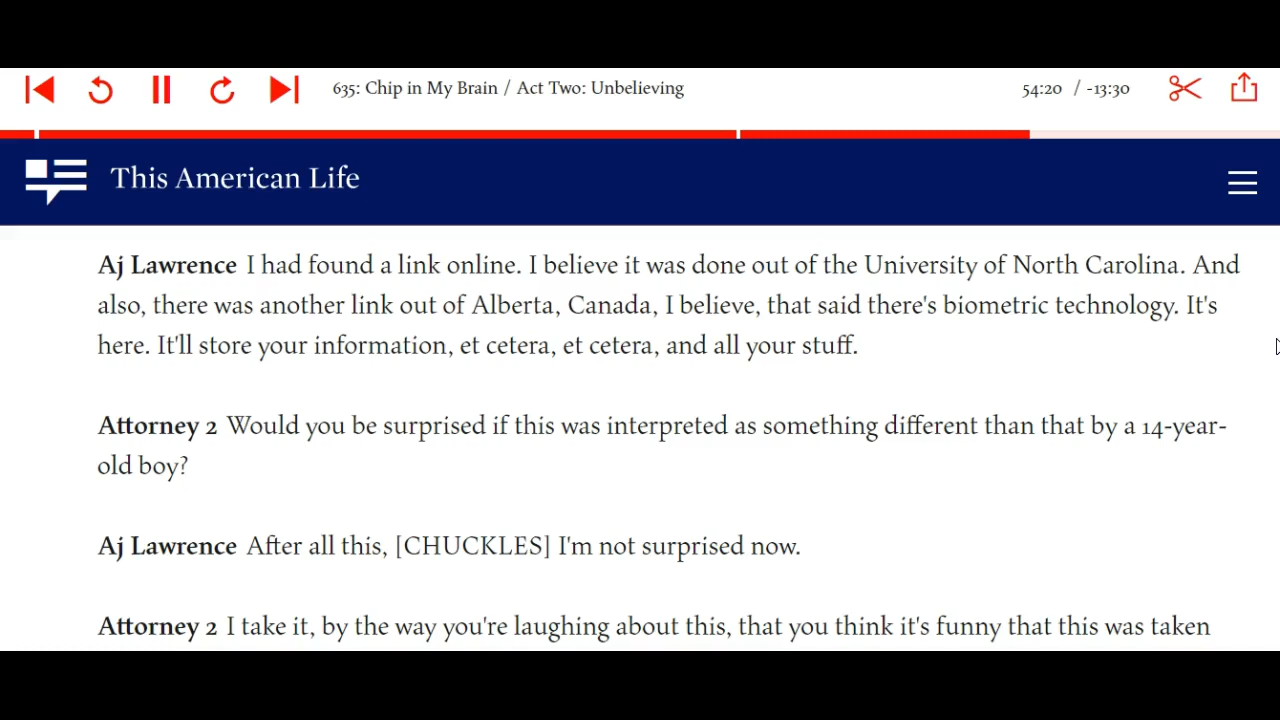 635: Chip in My Brain / Act Two: Unbelieving 54:20 / -13:30
This American Life
Aj Lawrence I had found a link online. I believe it was done out of the University of North Carolina. And
also, there was another link out of Alberta, Canada, I believe, that said there's biometric technology. It's
here. It'll store your information, et cetera, et cetera, and all your stuff.
Attorney 2 Would you be surprised if this was interpreted as something different than that by a 14-year-
old boy?
Aj Lawrence After all this, [CHUCKLES] I'm not surprised now.
Attorney 2 I take it, by the way you're laughing about this, that you think it's funny that this was taken